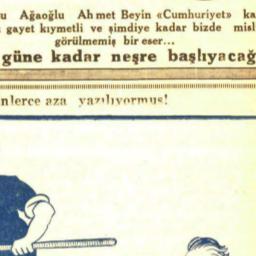 u Ağaoğlu Ahmet Beyin «Cumhuriyet» ka
gayet kıymetli ve şimdiye kadar bizde misl
görülmemiş bir eser...
güne kadar neşre başlıyacağ
nlerce aza yazılıyormuş!